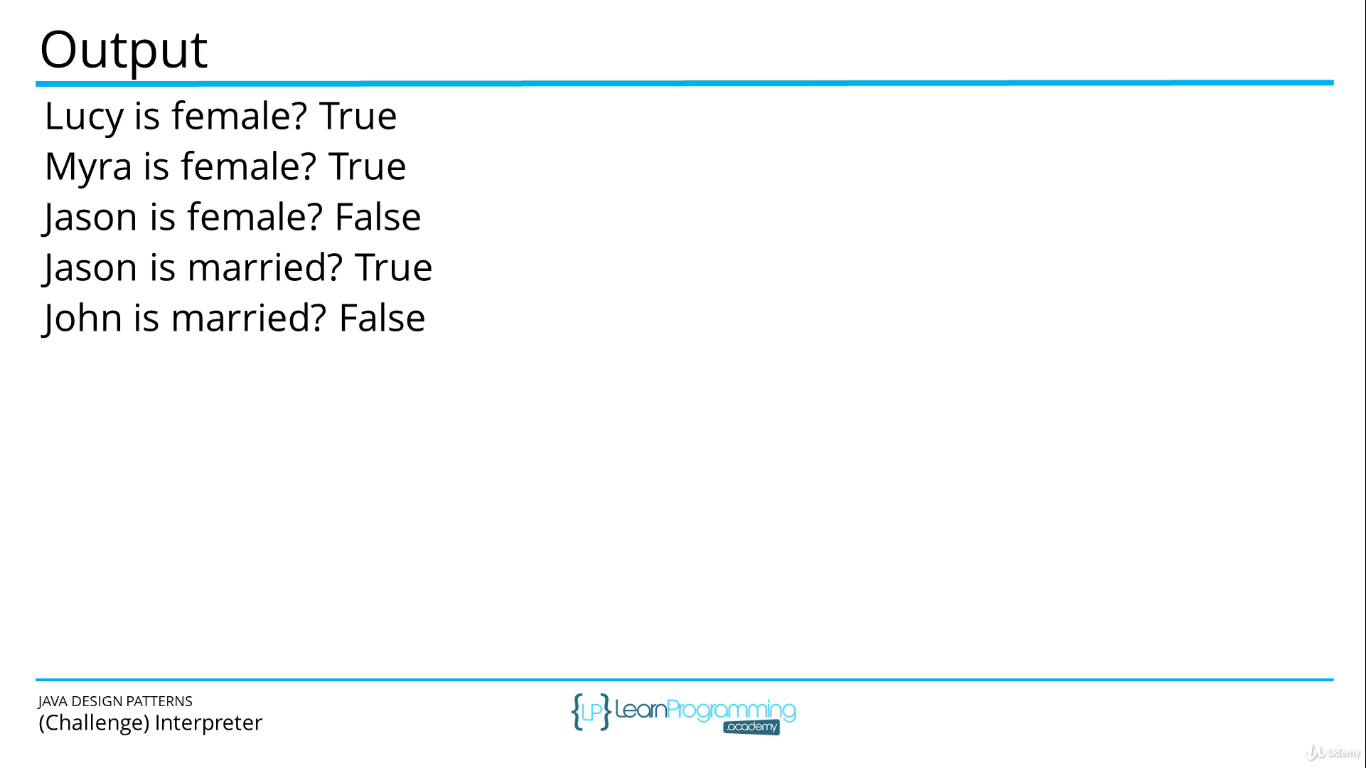 Output
Lucy is female? True
Myra is female? True
Jason is female? False
Jason is married? True
John is married? False
JAVA DESIGN PATTERNS
(Challenge) Interpreter
{LP} LearnProgramming
.academy
Udemy